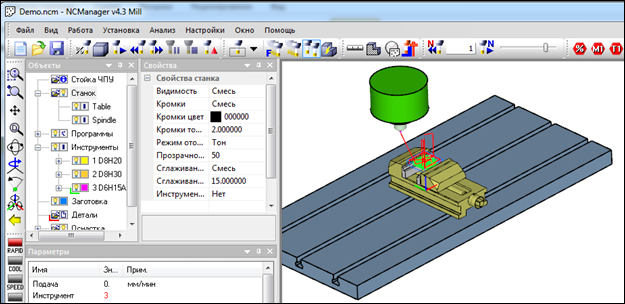 Demo.ncm - NCManager v4.3 Mill
Файл Вид Работа Установка Анализ Настройки Окно Помощь
N 1 N % M1 T1
Объекты
Стойка ЧПУ
Станок
Table
Spindle
Программы
Инструменты
1 D8H20
2 D8H30
3 D6H15A
Заготовка
Детали
Оснастка
Свойства
Свойства станка
Видимость Смесь
Кромки Смесь
Кромки цвет 000000
Кромки то... 2.000000
Режим ото... Тон
Прозрачно... 50
Сглаживан... Смесь
Сглаживан... 15.000000
Инструмен... Нет
RAPID
COOL
SPEED
Параметры
Имя Зн... Прим.
Подача 0. мм/мин
Инструмент 3